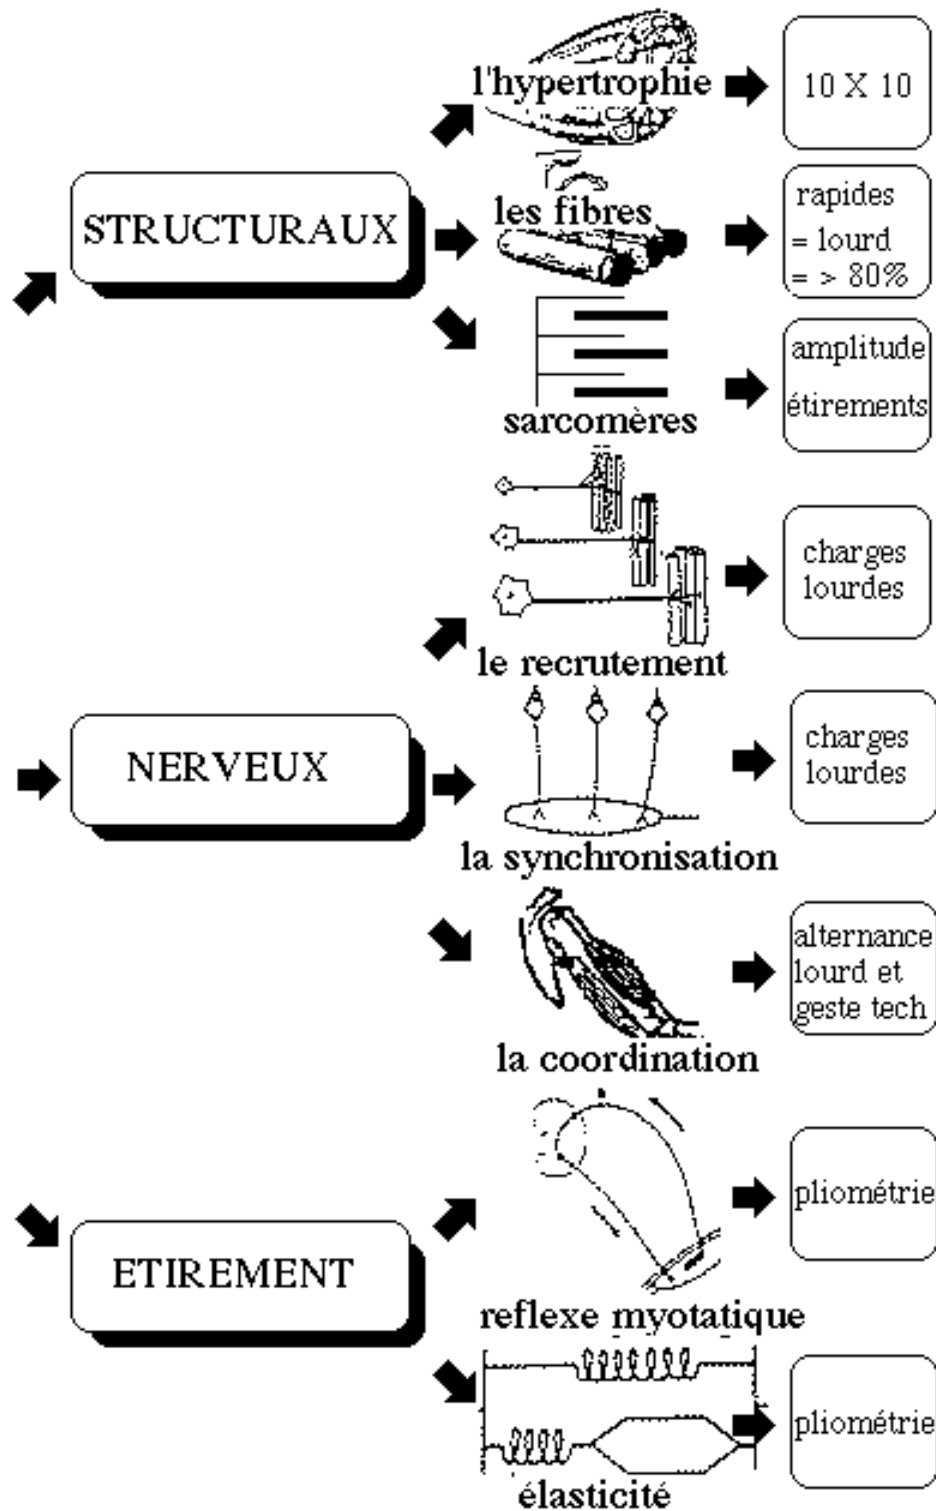 l'hypertrophie
10 X 10
STRUCTURAUX
les fibres
rapides
= lourd
= > 80%
sarcomères
amplitude
étirements
le recrutement
charges
lourdes
NERVEUX
la synchronisation
charges
lourdes
la coordination
alternance
lourd et
geste tech
ETIREMENT
reflexe myotatique
pliométrie
élasticité
pliométrie